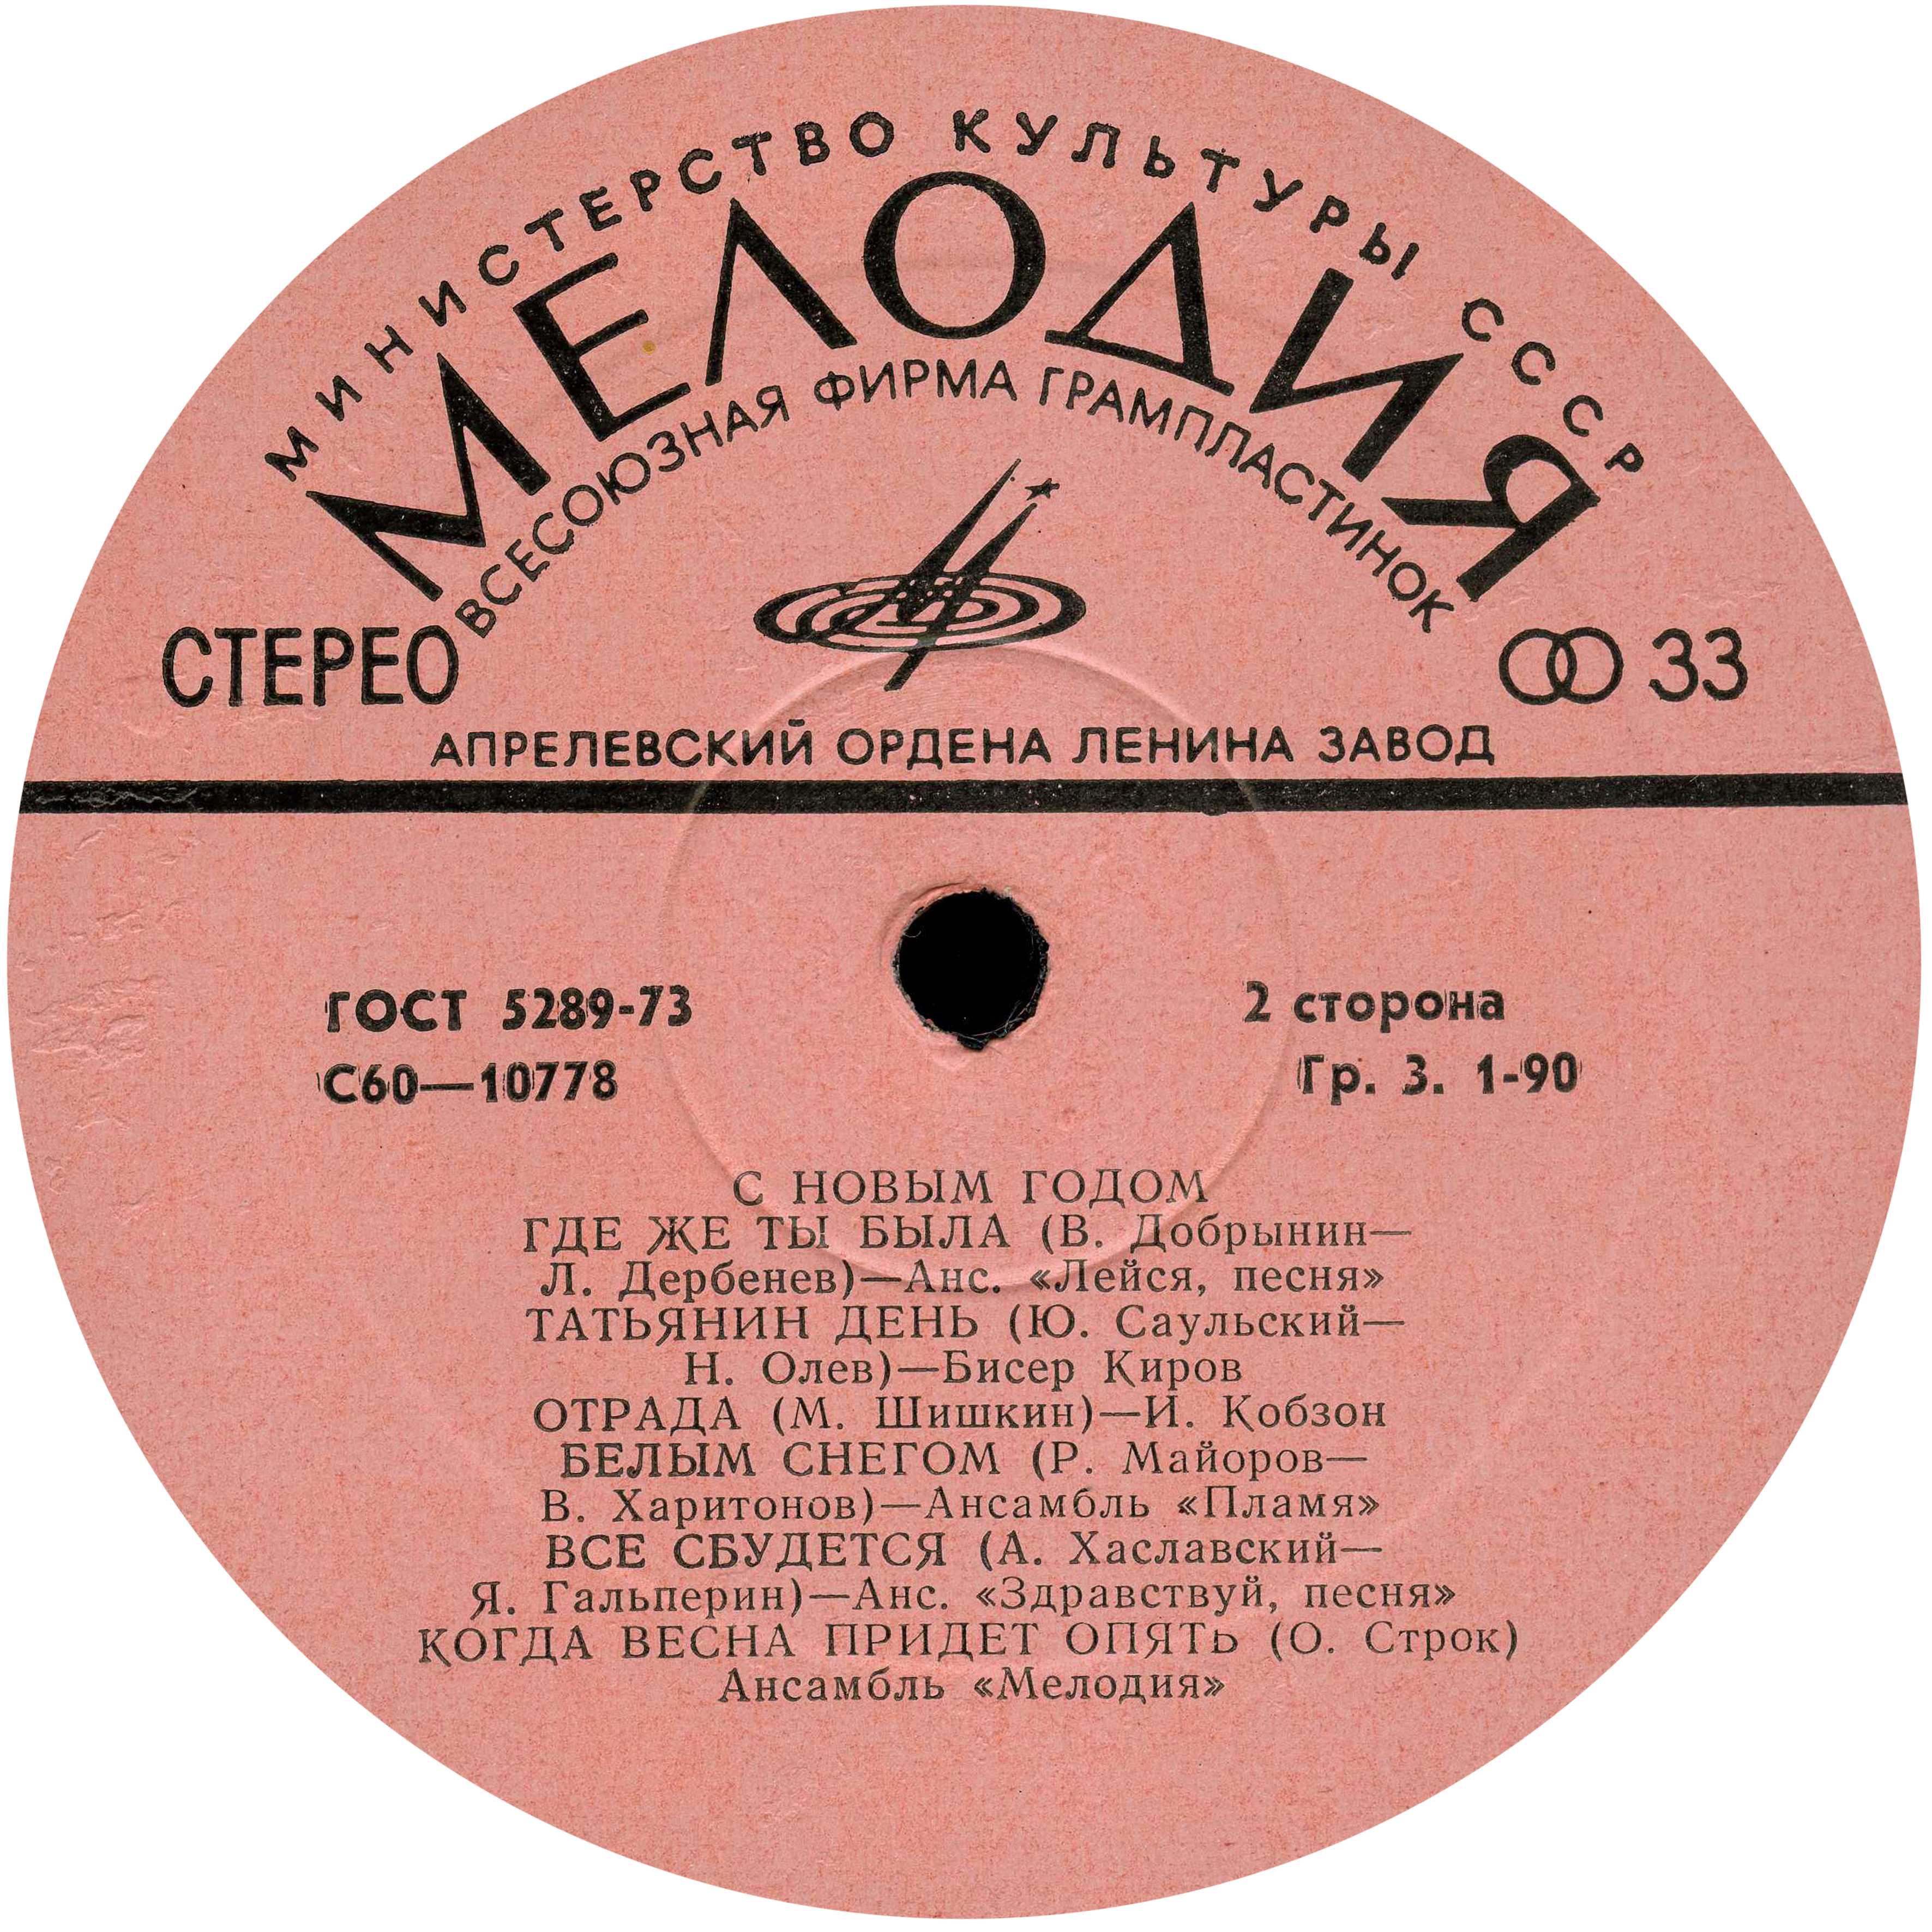 МИНИСТЕРСТВО КУЛЬТУРЫ СССР
МЕЛОДИЯ
ВСЕСОЮЗНАЯ ФИРМА ГРАМПЛАСТИНОК
СТЕРЕО
33
АПРЕЛЕВСКИЙ ОРДЕНА ЛЕНИНА ЗАВОД
ГОСТ 5289-73
2 сторона
С60—10778
Гр. 3. 1-90
С НОВЫМ ГОДОМ
ГДЕ ЖЕ ТЫ БЫЛА (В. Добрынин—
Л. Дербенев)—Анс. «Лейся, песня»
ТАТЬЯНИН ДЕНЬ (Ю. Саульский—
Н. Олев)—Бисер Киров
ОТРАДА (М. Шишкин)—И. Кобзон
БЕЛЫМ СНЕГОМ (Р. Майоров—
В. Харитонов)—Ансамбль «Пламя»
ВСЕ СБУДЕТСЯ (А. Хаславский—
Я. Гальперин)—Анс. «Здравствуй, песня»
КОГДА ВЕСНА ПРИДЕТ ОПЯТЬ (О. Строк)
Ансамбль «Мелодия»